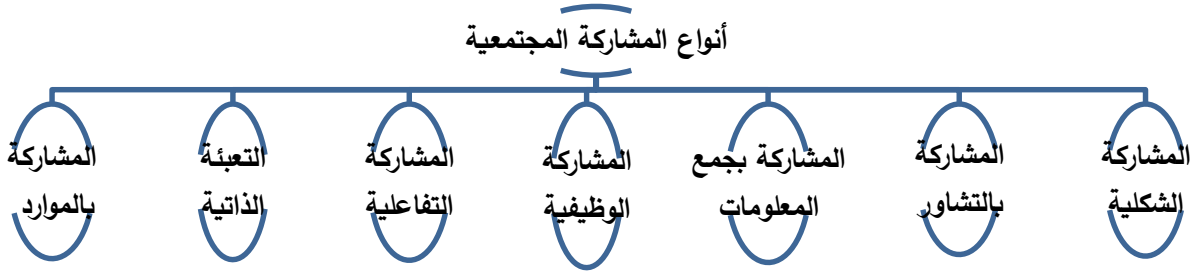 أنواع المشاركة المجتمعية
المشاركة
الشكلية
المشاركة
بالتشاور
المشاركة بجمع
المعلومات
المشاركة
الوظيفية
المشاركة
التفاعلية
التعبئة
الذاتية
المشاركة
بالموارد